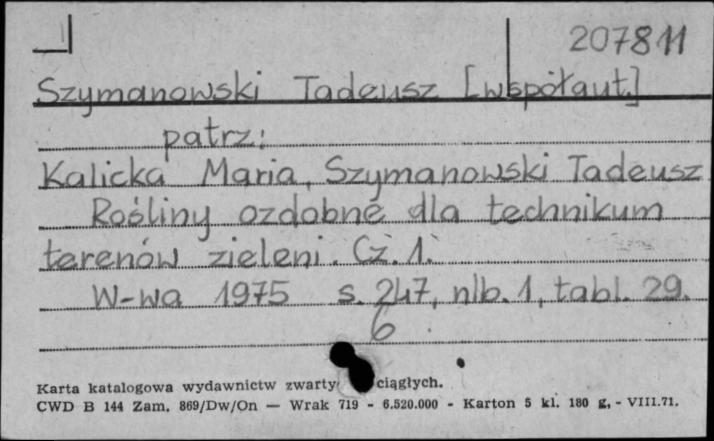 207811
Szymanowski Tadeusz [współaut.]
patrz:
Kalicka Maria, Szymanowski Tadeusz
Rośliny ozdobne dla technikum
terenów zieleni. Cz. 1.
W-wa 1975 s. 247, nlb. 1, tabl. 29.
6
Karta katalogowa wydawnictw zwarty ciągłych.
CWD B 144 Zam. 869/Dw/On — Wrak 719 - 6.520.000 - Karton 5 kl. 180 g, - VIII.71.